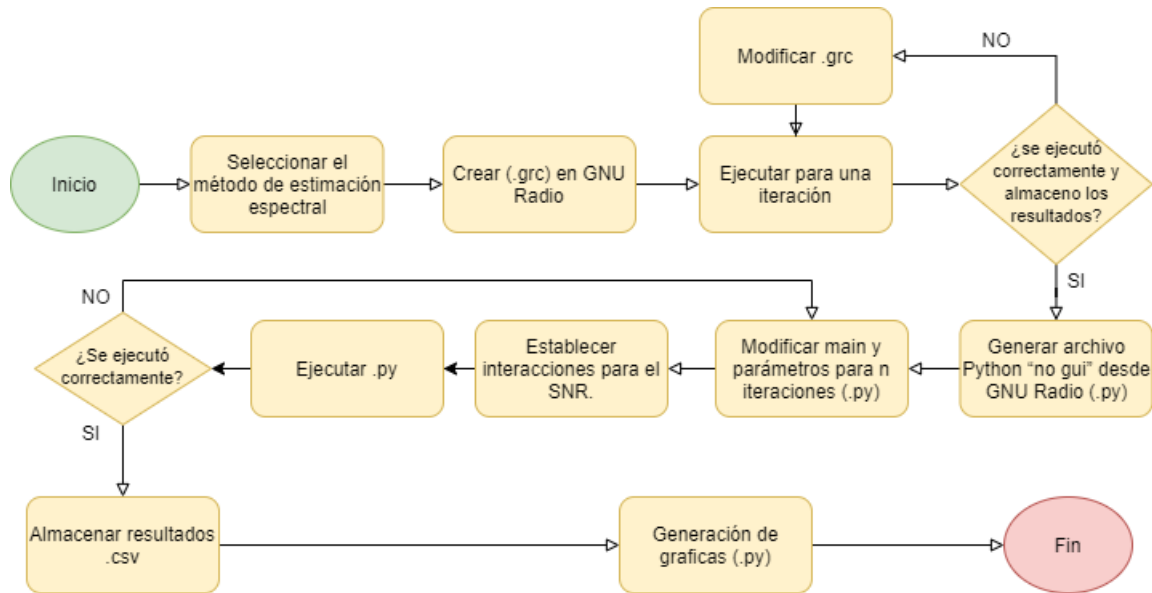 Modificar .grc
NO
Inicio
Seleccionar el
método de estimación
espectral
Crear (.grc) en GNU
Radio
Ejecutar para una
iteración
¿se ejecutó
correctamente y
almaceno los
resultados?
SI
NO
¿Se ejecutó
correctamente?
Ejecutar .py
Establecer
interacciones para el
SNR.
Modificar main y
parámetros para n
iteraciones (.py)
Generar archivo
Python “no gui” desde
GNU Radio (.py)
SI
Almacenar resultados
.csv
Generación de
graficas (.py)
Fin